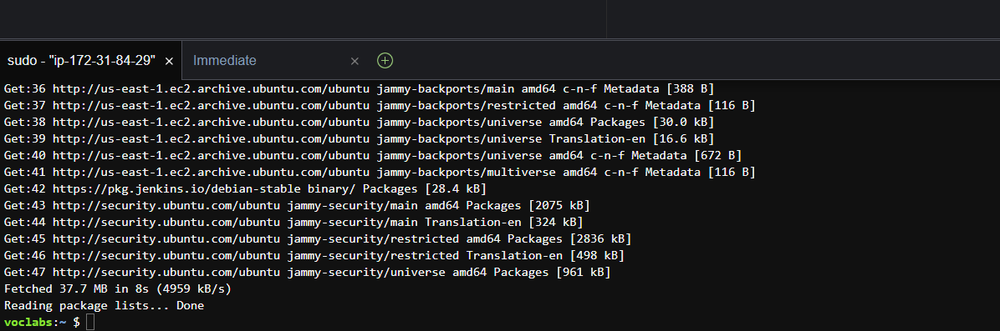 sudo - "ip-172-31-84-29" × Immediate ×
Get:36 http://us-east-1.ec2.archive.ubuntu.com/ubuntu jammy-backports/main amd64 c-n-f Metadata [388 B]
Get:37 http://us-east-1.ec2.archive.ubuntu.com/ubuntu jammy-backports/restricted amd64 c-n-f Metadata [116 B]
Get:38 http://us-east-1.ec2.archive.ubuntu.com/ubuntu jammy-backports/universe amd64 Packages [30.0 kB]
Get:39 http://us-east-1.ec2.archive.ubuntu.com/ubuntu jammy-backports/universe Translation-en [16.6 kB]
Get:40 http://us-east-1.ec2.archive.ubuntu.com/ubuntu jammy-backports/universe amd64 c-n-f Metadata [672 B]
Get:41 http://us-east-1.ec2.archive.ubuntu.com/ubuntu jammy-backports/multiverse amd64 c-n-f Metadata [116 B]
Get:42 https://pkg.jenkins.io/debian-stable binary/ Packages [28.4 kB]
Get:43 http://security.ubuntu.com/ubuntu jammy-security/main amd64 Packages [2075 kB]
Get:44 http://security.ubuntu.com/ubuntu jammy-security/main Translation-en [324 kB]
Get:45 http://security.ubuntu.com/ubuntu jammy-security/restricted amd64 Packages [2836 kB]
Get:46 http://security.ubuntu.com/ubuntu jammy-security/restricted Translation-en [498 kB]
Get:47 http://security.ubuntu.com/ubuntu jammy-security/universe amd64 Packages [961 kB]
Fetched 37.7 MB in 8s (4959 kB/s)
Reading package lists... Done
voclabs:~ $